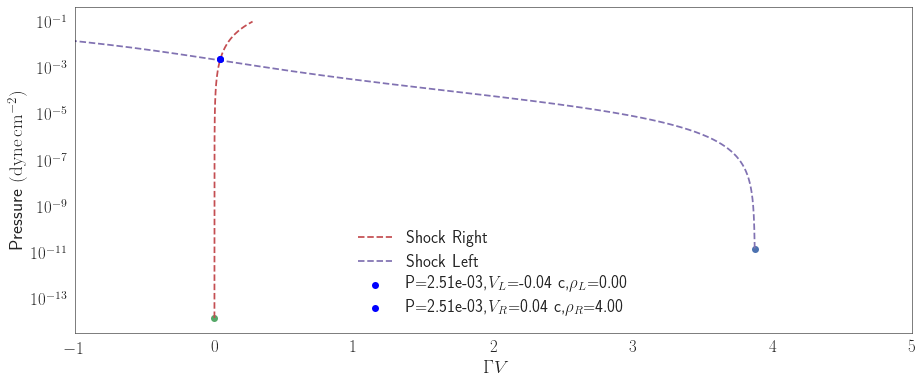 10⁻¹
10⁻³
10⁻⁵
10⁻⁷
10⁻⁹
10⁻¹¹
10⁻¹³
Pressure (dyne cm⁻²)
Shock Right
Shock Left
P=2.51e-03,V_L=-0.04 c,ρ_L=0.00
P=2.51e-03,V_R=0.04 c,ρ_R=4.00
−1 0 1 2 3 4 5
ΓV